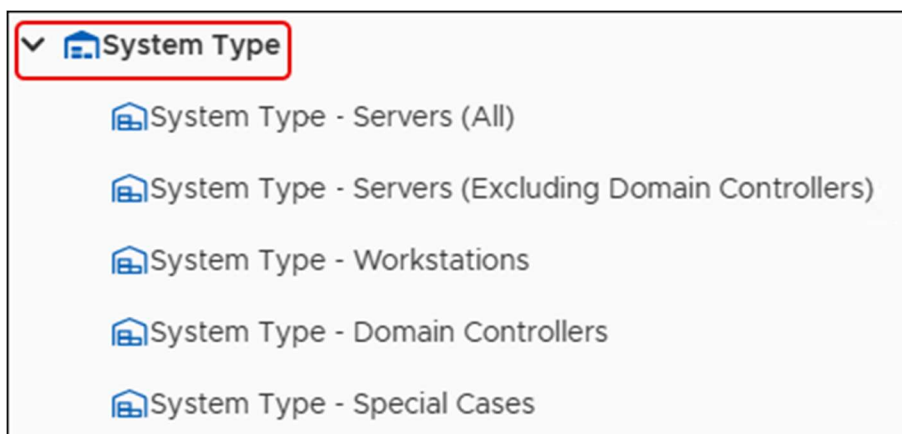 System Type
System Type - Servers (All)
System Type - Servers (Excluding Domain Controllers)
System Type - Workstations
System Type - Domain Controllers
System Type - Special Cases